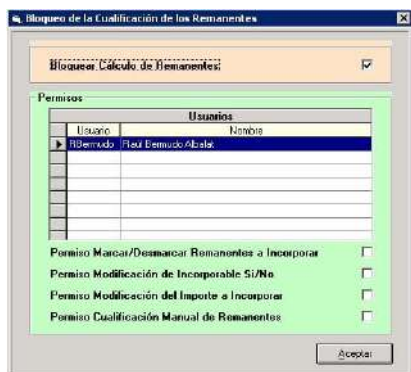 Bloqueo de la Cualificación de los Remanentes
Bloquear Cálculo de Remanentes:
Permisos
Usuarios
Usuario Nombre
RBermudo Raúl Bermudo Albalat
Permiso Marcar/Desmarcar Remanentes a Incorporar
Permiso Modificación de Incorporable Si/No
Permiso Modificación del Importe a Incorporar
Permiso Cualificación Manual de Remanentes
Aceptar